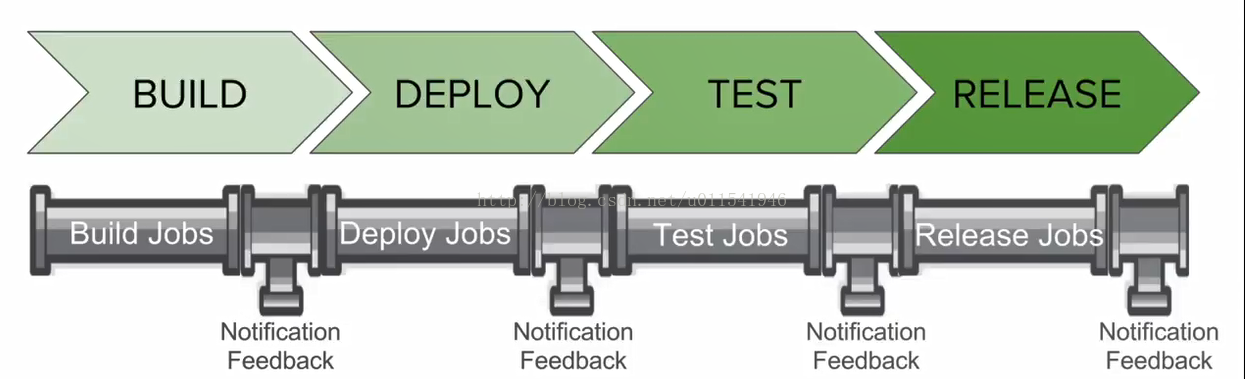 BUILD
DEPLOY
TEST
RELEASE
http://blog.csdn.net/u011541946
Build Jobs
Deploy Jobs
Test Jobs
Release Jobs
Notification
Feedback
Notification
Feedback
Notification
Feedback
Notification
Feedback